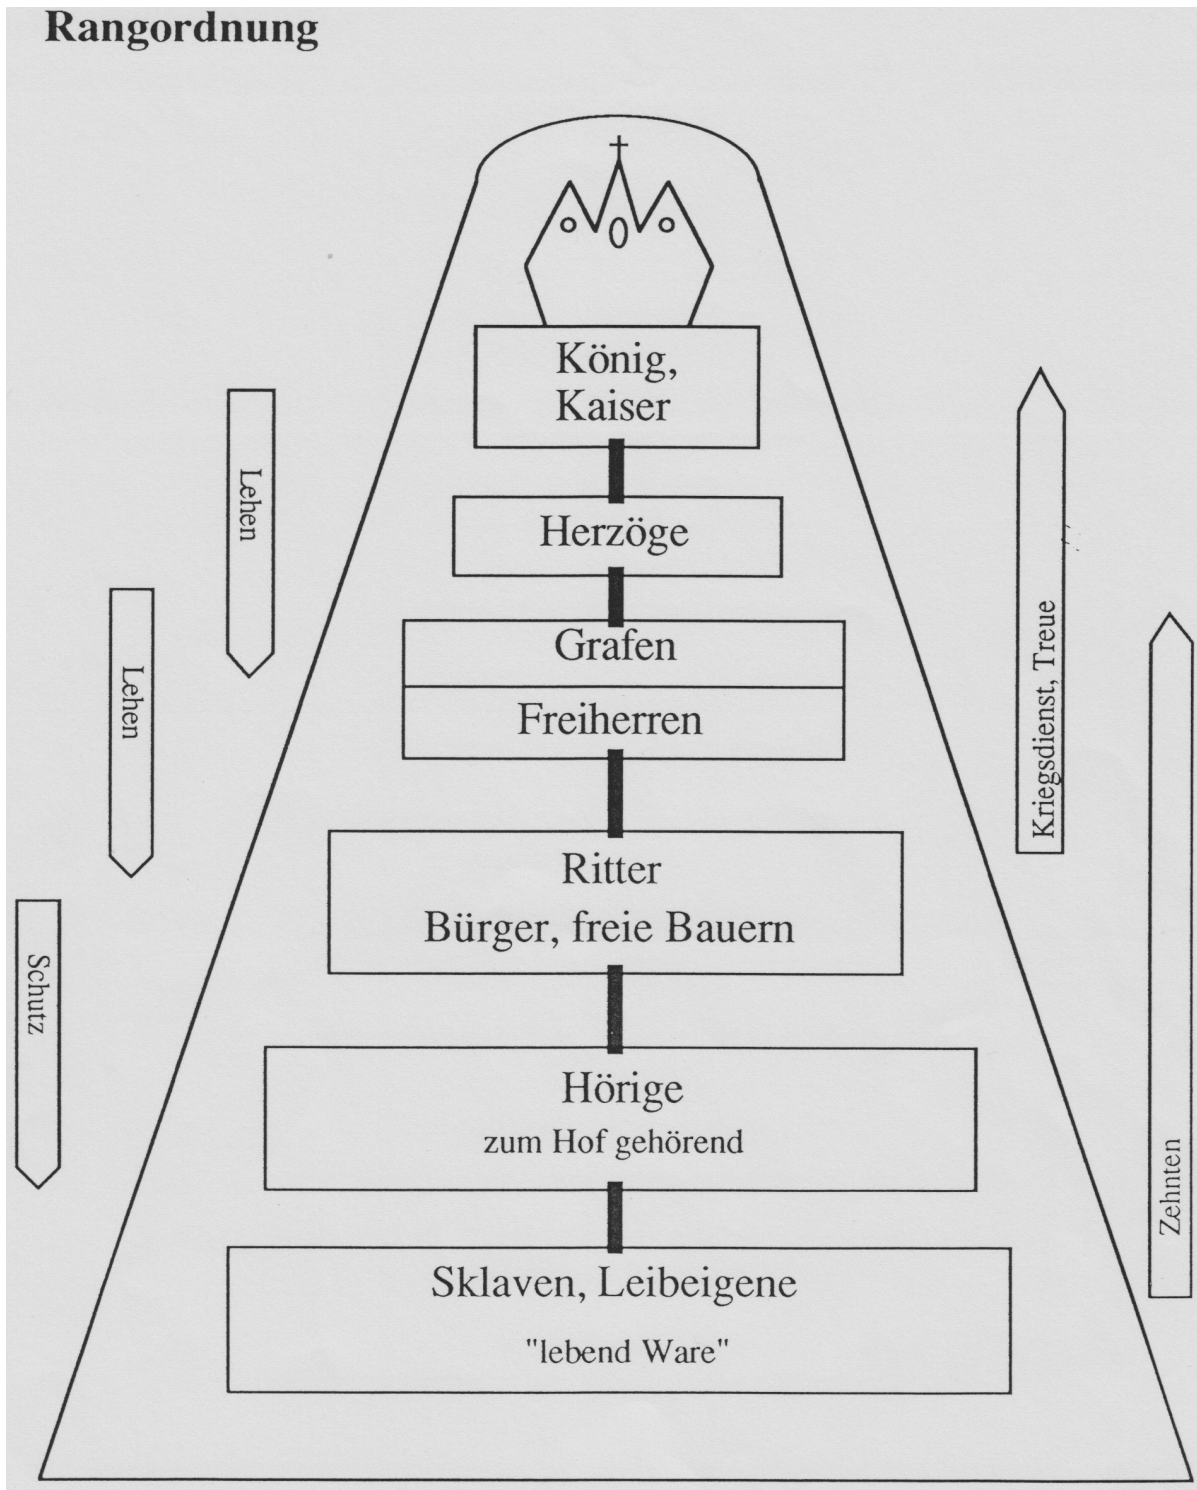 Rangordnung
König,
Kaiser
Herzöge
Grafen
Freiherren
Ritter
Bürger, freie Bauern
Hörige
zum Hof gehörend
Sklaven, Leibeigene
"lebend Ware"
Lehen
Lehen
Schutz
Kriegsdienst, Treue
Zehnten